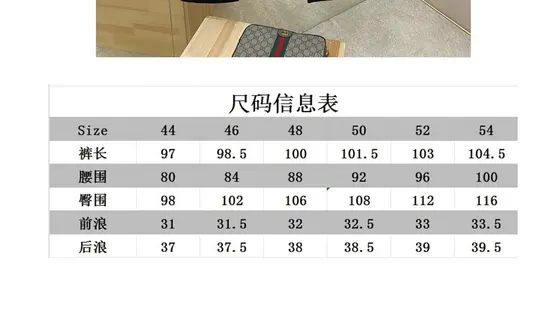 尺码信息表
Size 44 46 48 50 52 54
裤长 97 98.5 100 101.5 103 104.5
腰围 80 84 88 92 96 100
臀围 98 102 106 108 112 116
前浪 31 31.5 32 32.5 33 33.5
后浪 37 37.5 38 38.5 39 39.5